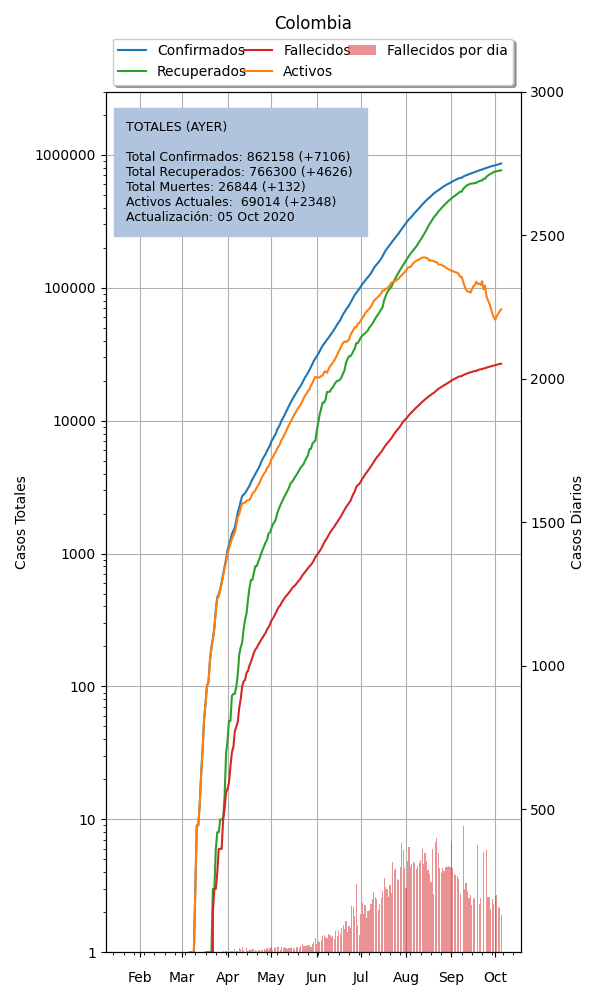 Colombia
Confirmados
Fallecidos
Fallecidos por dia
Recuperados
Activos
TOTALES (AYER)
Total Confirmados: 862158 (+7106)
Total Recuperados: 766300 (+4626)
Total Muertes: 26844 (+132)
Activos Actuales:  69014 (+2348)
Actualización: 05 Oct 2020
Casos Totales
1000000
100000
10000
1000
100
10
1
3000
2500
2000
1500
1000
500
Casos Diarios
Feb Mar Apr May Jun Jul Aug Sep Oct